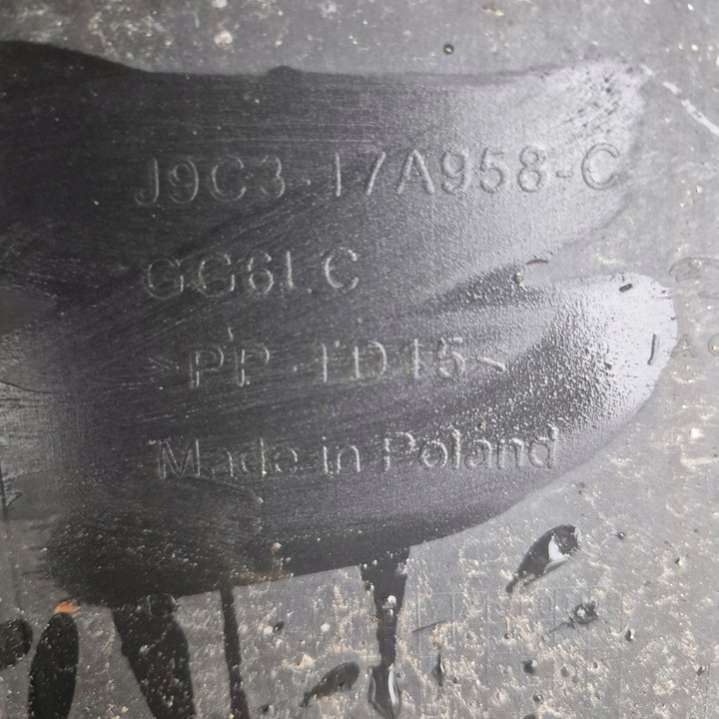 J9C3-17A958-C
GG6LC
>PP-TD15<
Made in Poland